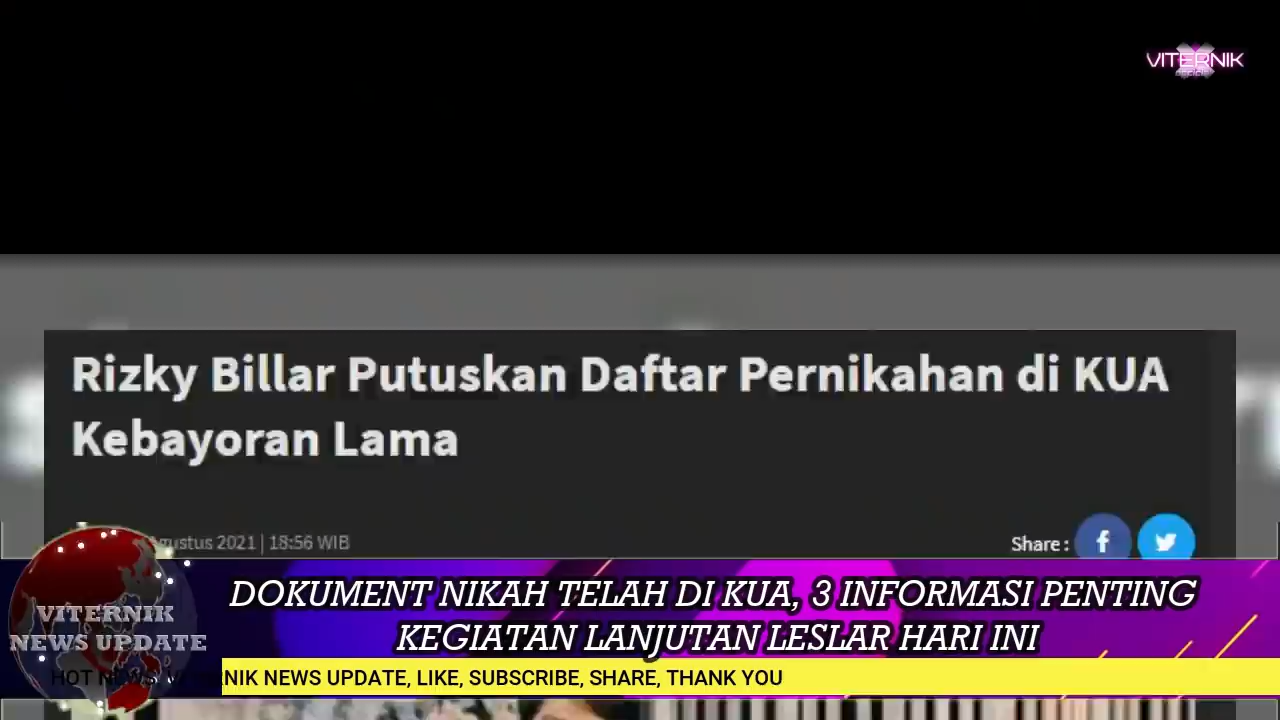 VITERNIK
Rizky Billar Putuskan Daftar Pernikahan di KUA
Kebayoran Lama
Agustus 2021 | 18:56 WIB
Share :
VITERNIK
NEWS UPDATE
DOKUMENT NIKAH TELAH DI KUA, 3 INFORMASI PENTING
KEGIATAN LANJUTAN LESLAR HARI INI
HOT NEWS VITERNIK NEWS UPDATE, LIKE, SUBSCRIBE, SHARE, THANK YOU